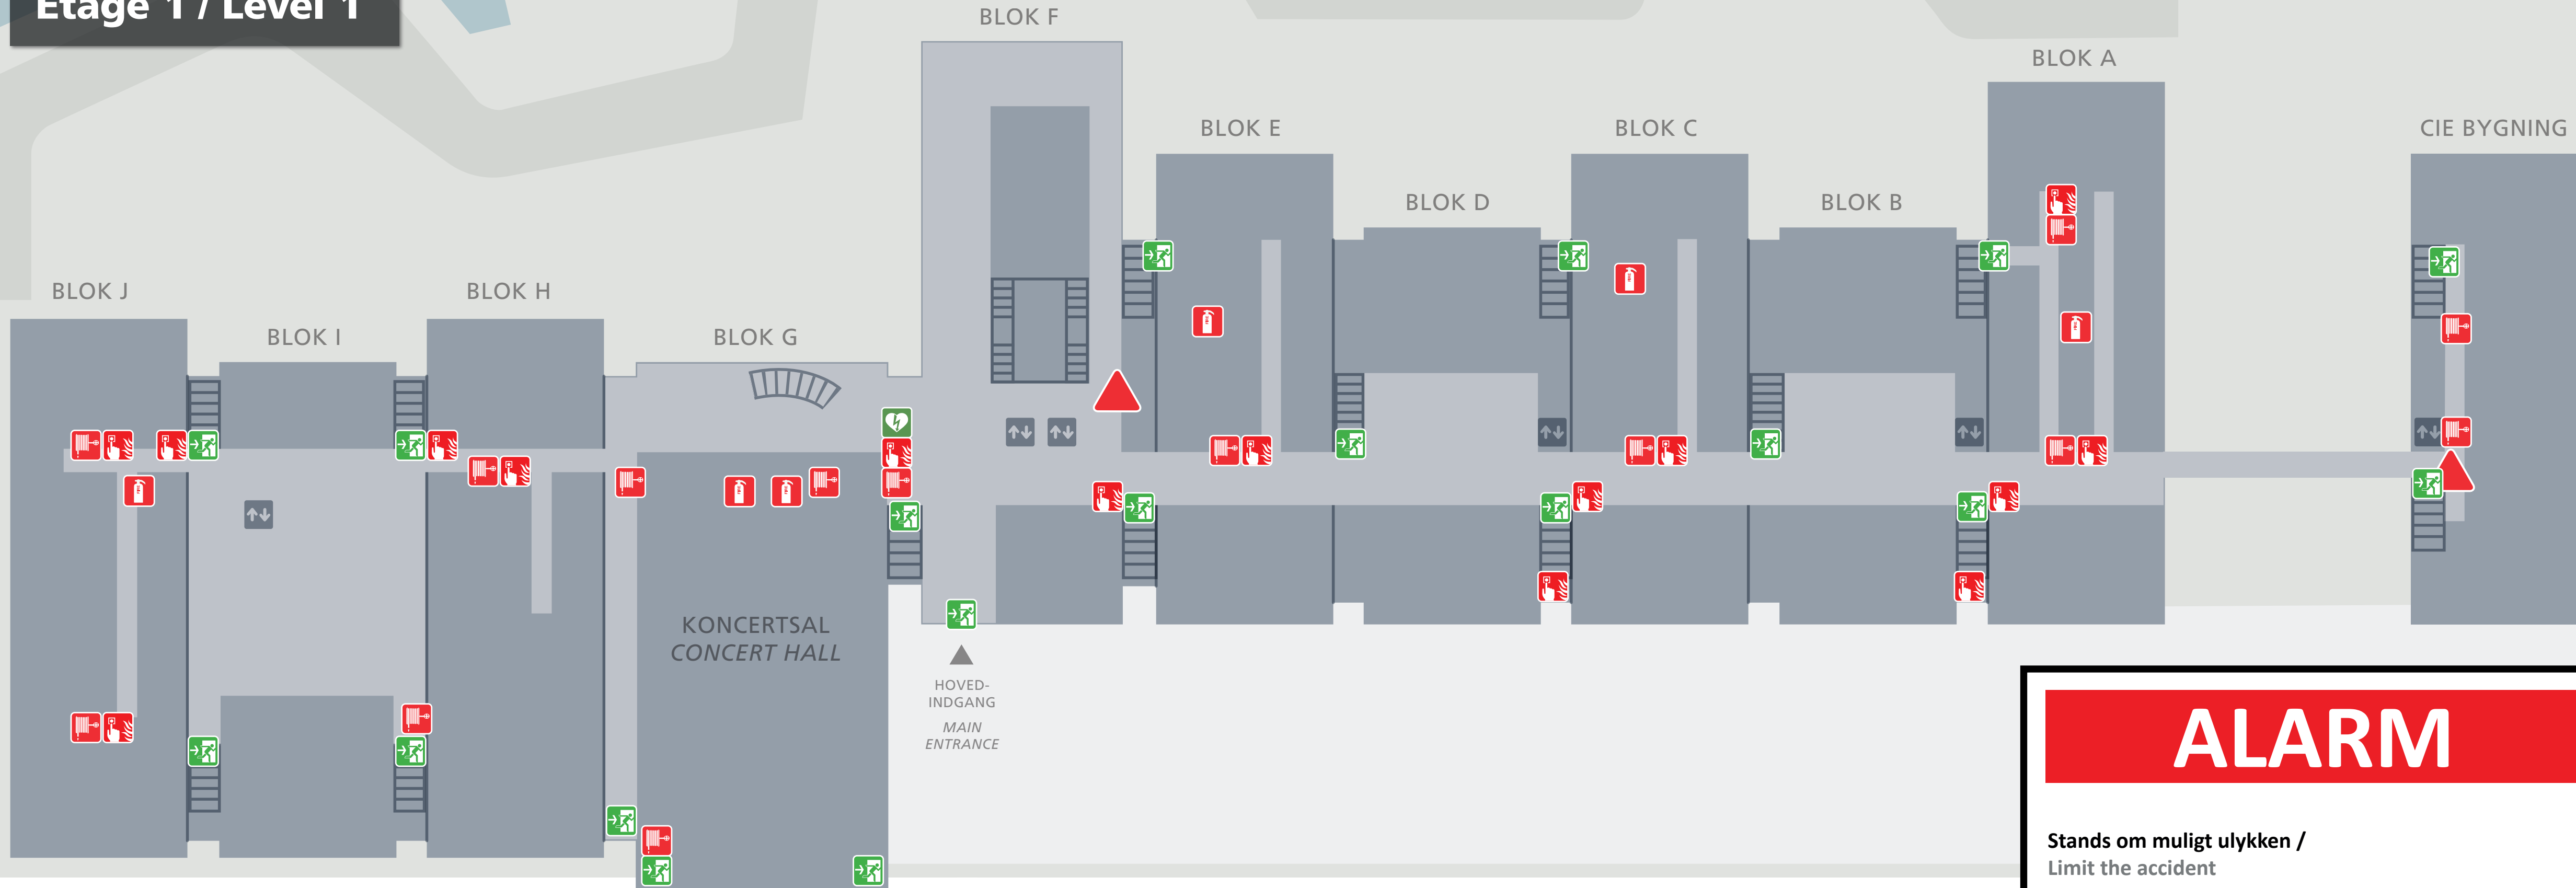 Etage 1 / Level 1
BLOK F
BLOK A
BLOK E
BLOK C
CIE BYGNING
BLOK D
BLOK B
BLOK J
BLOK H
BLOK I
BLOK G
KONCERTSAL
CONCERT HALL
HOVED-
INDGANG
MAIN
ENTRANCE
ALARM
Stands om muligt ulykken /
Limit the accident